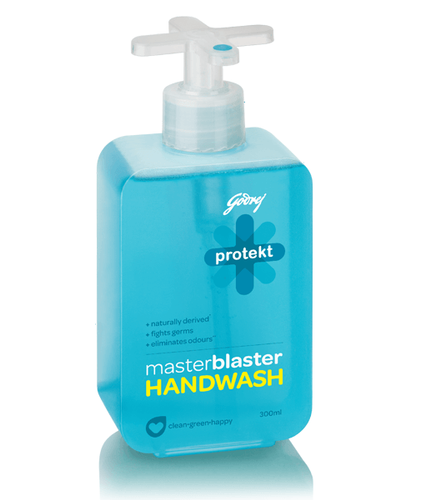 Godrej
protekt
• naturally derived*
• fights germs
• eliminates odours**
masterblaster
HANDWASH
clean•green•happy
300ml